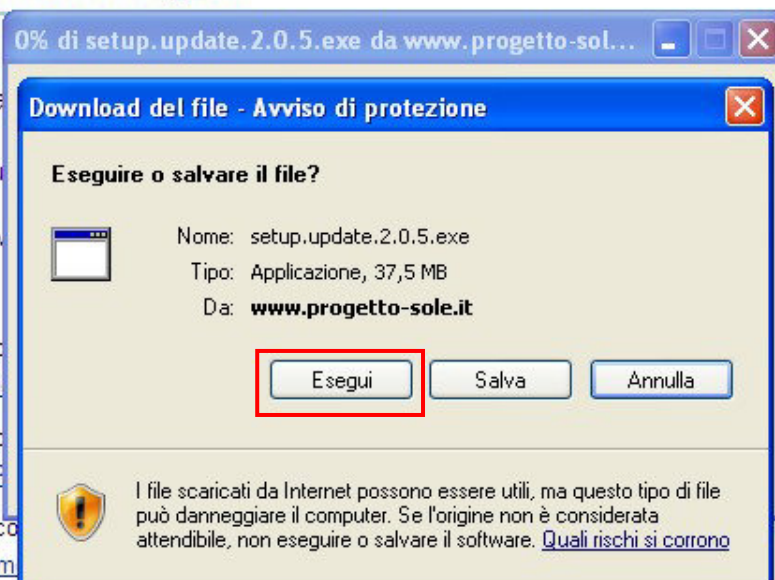 0% di setup.update.2.0.5.exe da www.progetto-sol...
Download del file - Avviso di protezione
Eseguire o salvare il file?
Nome: setup.update.2.0.5.exe
Tipo: Applicazione, 37,5 MB
Da: www.progetto-sole.it
Esegui Salva Annulla
I file scaricati da Internet possono essere utili, ma questo tipo di file
può danneggiare il computer. Se l'origine non è considerata
attendibile, non eseguire o salvare il software. Quali rischi si corrono